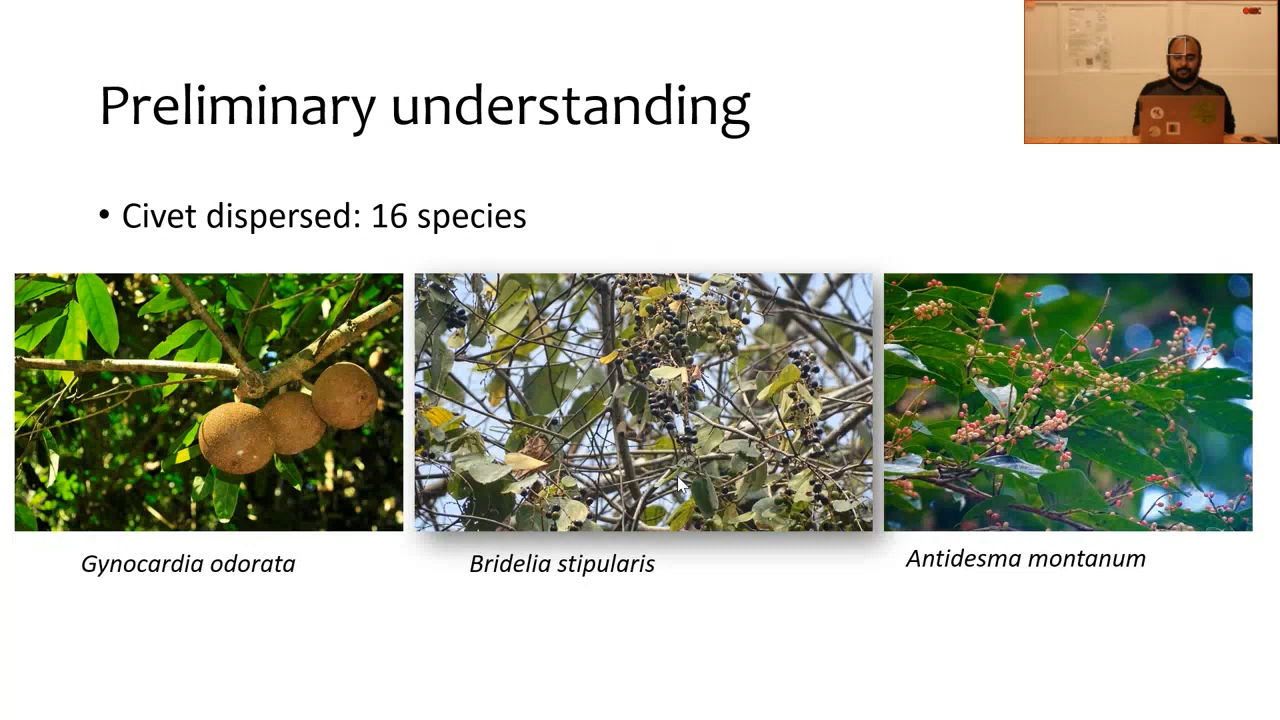 Preliminary understanding
• Civet dispersed: 16 species
Gynocardia odorata
Bridelia stipularis
Antidesma montanum